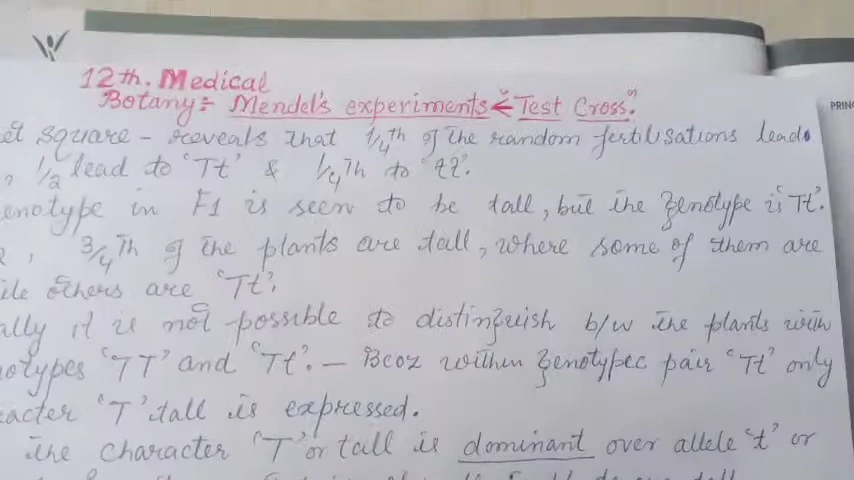 12th. Medical
Botany:- Mendel's experiments < "Test Cross."
et square - reveals that 1/4th of the random fertilisations lead
, 1/2 lead to 'Tt' & 1/4th to 'tt'.
enotype in F1 is seen to be tall, but the genotype is 'Tt'.
, 3/4th of the plants are tall, where some of them are
ile others are 'Tt'.
ally it is not possible to distinguish b/w the plants with
otypes 'TT' and 'Tt'. - Bcoz within genotypec pair 'Tt' only
racter 'T' tall is expressed.
the character 'T' or tall is dominant over allele 't' or
PRIN